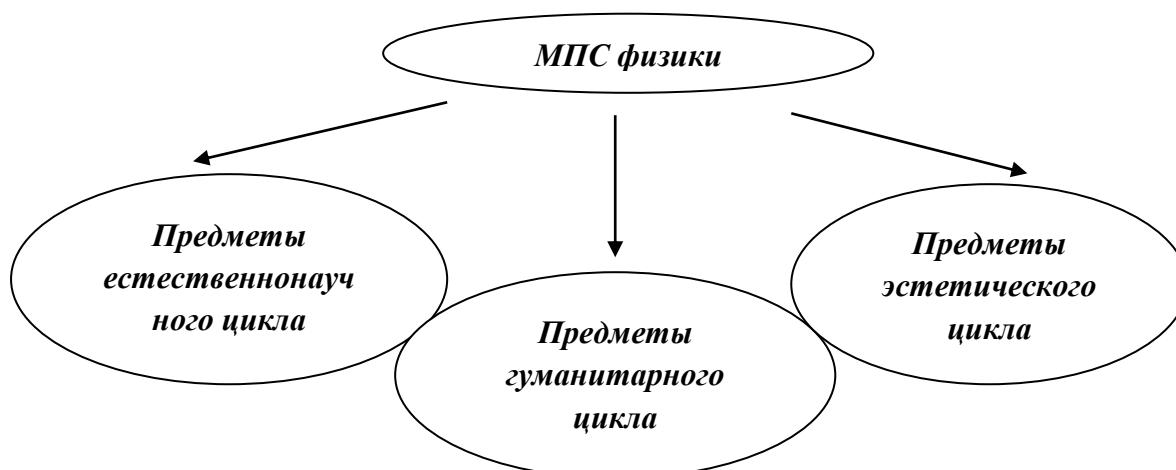 МПС физики
Предметы
естественнонауч
ного цикла
Предметы
гуманитарного
цикла
Предметы
эстетического
цикла